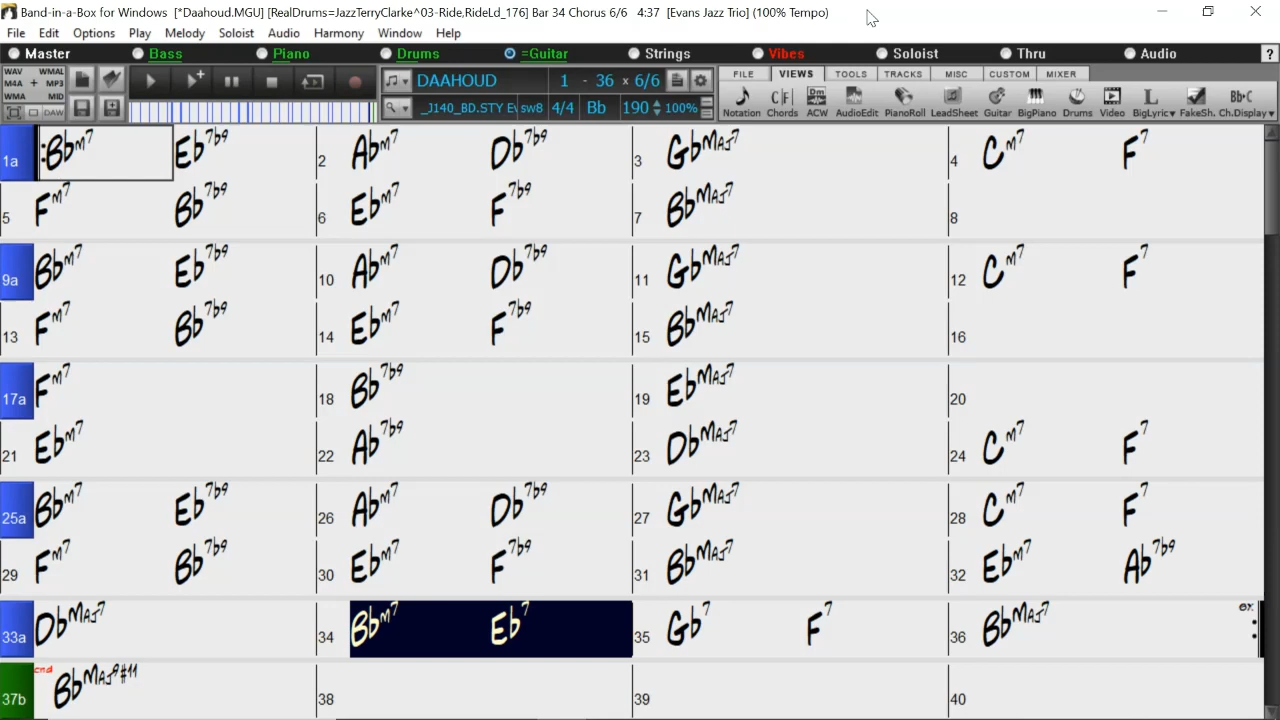 Band-in-a-Box for Windows [*Daahoud.MGU] [RealDrums=JazzTerryClarke^03-Ride.RideLd_176] Bar 34 Chorus 6/6 4:37 [Evans Jazz Trio] (100% Tempo)
File Edit Options Play Melody Soloist Audio Harmony Window Help
Master Bass Piano Drums =Guitar Strings Vibes Soloist Thru Audio ?
WAV WMAL
M4A + MP3
WMA MID
DAW
DAAHOUD 1 - 36 x 6/6
_J140_BD.STY sw8 4/4 Bb 190 100%
FILE VIEWS TOOLS TRACKS MISC CUSTOM MIXER
Notation Chords ACW AudioEdit PianoRoll LeadSheet Guitar BigPiano Drums Video BigLyric FakeSh. Ch.Display
1a :Bbm7 Eb7b9 2 Abm7 Db7b9 3 GbMAJ7 4 Cm7 F7
5 Fm7 Bb7b9 6 Ebm7 F7b9 7 BbMAJ7 8
9a Bbm7 Eb7b9 10 Abm7 Db7b9 11 GbMAJ7 12 Cm7 F7
13 Fm7 Bb7b9 14 Ebm7 F7b9 15 BbMAJ7 16
17a Fm7 18 Bb7b9 19 EbMAJ7 20
21 Ebm7 22 Ab7b9 23 DbMAJ7 24 Cm7 F7
25a Bbm7 Eb7b9 26 Abm7 Db7b9 27 GbMAJ7 28 Cm7 F7
29 Fm7 Bb7b9 30 Ebm7 F7b9 31 BbMAJ7 32 Ebm7 Ab7b9
33a DbMAJ7 34 Bbm7 Eb7 35 Gb7 F7 36 BbMAJ7 :
37b end BbMAJ9#11 38 39 40